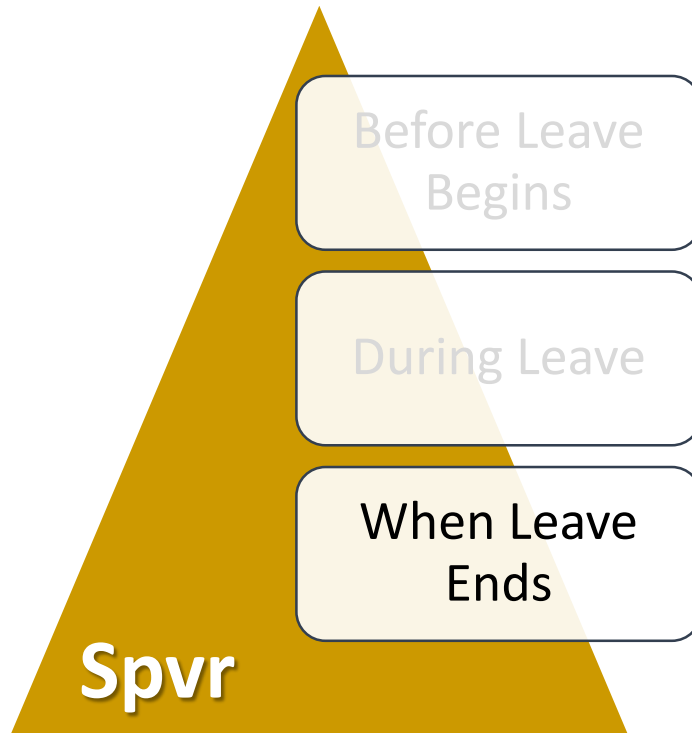 Before Leave
Begins
During Leave
When Leave
Ends
Spvr